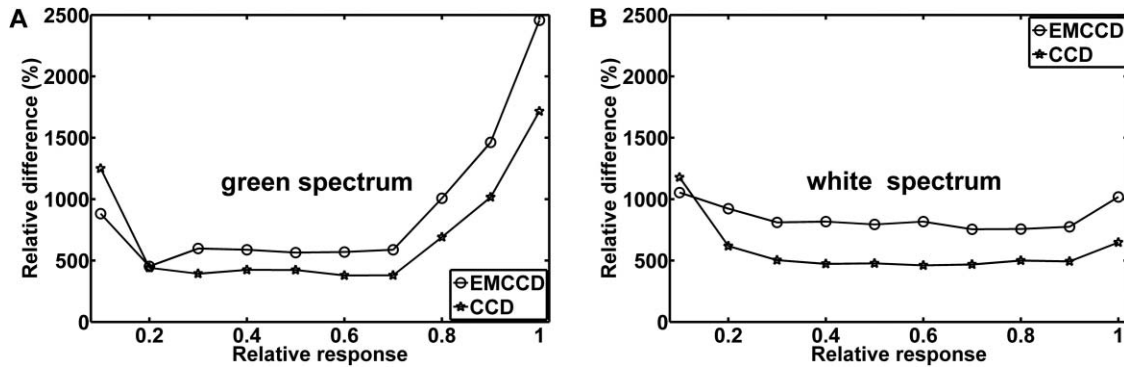 A
Relative difference (%)
2500
2000
1500
1000
500
0
green spectrum
EMCCD
CCD
0.2
0.4
0.6
0.8
1
Relative response
B
Relative difference (%)
2500
2000
1500
1000
500
0
EMCCD
CCD
white spectrum
0.2
0.4
0.6
0.8
1
Relative response